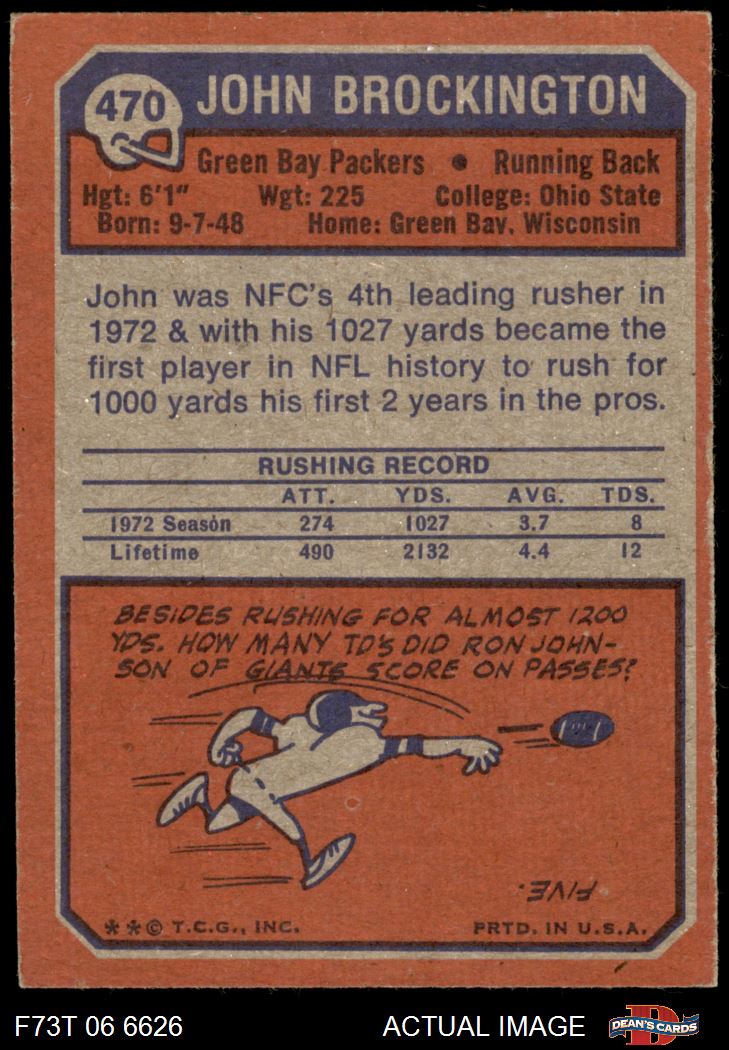 470
JOHN BROCKINGTON
Green Bay Packers • Running Back
Hgt: 6'1" Wgt: 225 College: Ohio State
Born: 9-7-48 Home: Green Bay, Wisconsin
John was NFC's 4th leading rusher in
1972 & with his 1027 yards became the
first player in NFL history to rush for
1000 yards his first 2 years in the pros.
RUSHING RECORD
ATT. YDS. AVG. TDS.
1972 Season 274 1027 3.7 8
Lifetime 490 2132 4.4 12
BESIDES RUSHING FOR ALMOST 1200
YDS. HOW MANY TD'S DID RON JOHN-
SON OF GIANTS SCORE ON PASSES?
FIVE.
**© T.C.G., INC. PRTD. IN U.S.A.
F73T 06 6626 ACTUAL IMAGE
D
DEAN'S CARDS